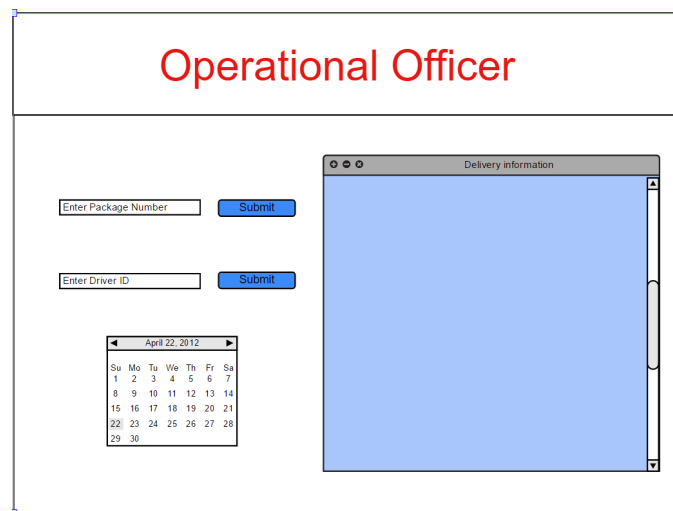 Operational Officer
Delivery information
Enter Package Number
Submit
Enter Driver ID
Submit
April 22, 2012
Su Mo Tu We Th Fr Sa
1 2 3 4 5 6 7
8 9 10 11 12 13 14
15 16 17 18 19 20 21
22 23 24 25 26 27 28
29 30